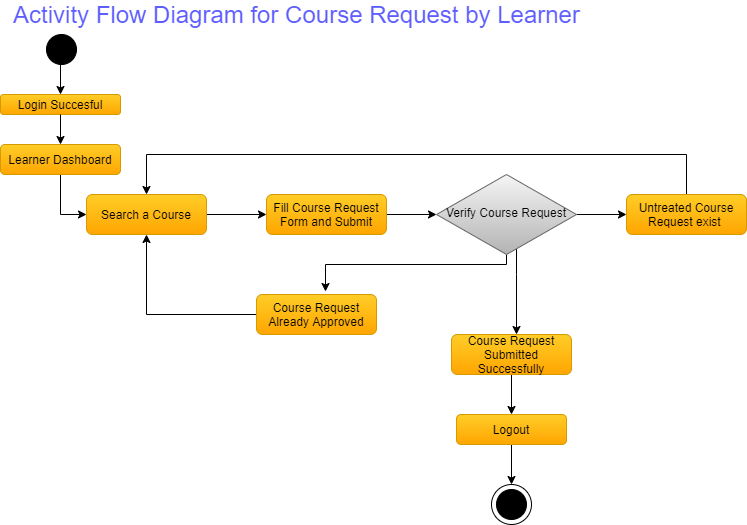 Activity Flow Diagram for Course Request by Learner
Login Succesful
Learner Dashboard
Search a Course
Fill Course Request
Form and Submit
Verify Course Request
Untreated Course
Request exist
Course Request
Already Approved
Course Request
Submitted
Successfully
Logout